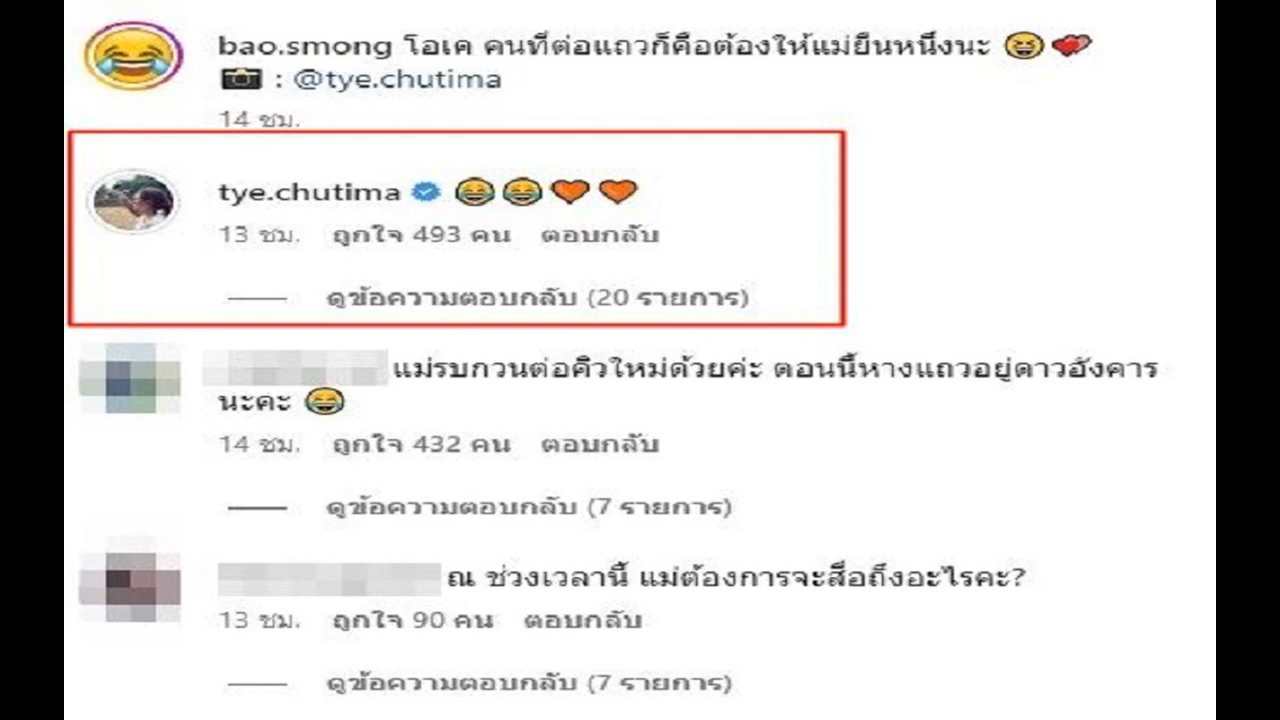 bao.smong โอเค คนที่ต่อแถวก็คือต้องให้แม่ยืนหนึ่งนะ 😆💕
📷 : @tye.chutima
14 ชม.
tye.chutima 😂😂🧡🧡
13 ชม. ถูกใจ 493 คน ตอบกลับ
ดูข้อความตอบกลับ (20 รายการ)
แม่รบกวนต่อคิวใหม่ด้วยค่ะ ตอนนี้หางแถวอยู่ดาวอังคาร
นะคะ 😂
14 ชม. ถูกใจ 432 คน ตอบกลับ
ดูข้อความตอบกลับ (7 รายการ)
ณ ช่วงเวลานี้ แม่ต้องการจะสื่อถึงอะไรคะ?
13 ชม. ถูกใจ 90 คน ตอบกลับ
ดูข้อความตอบกลับ (7 รายการ)